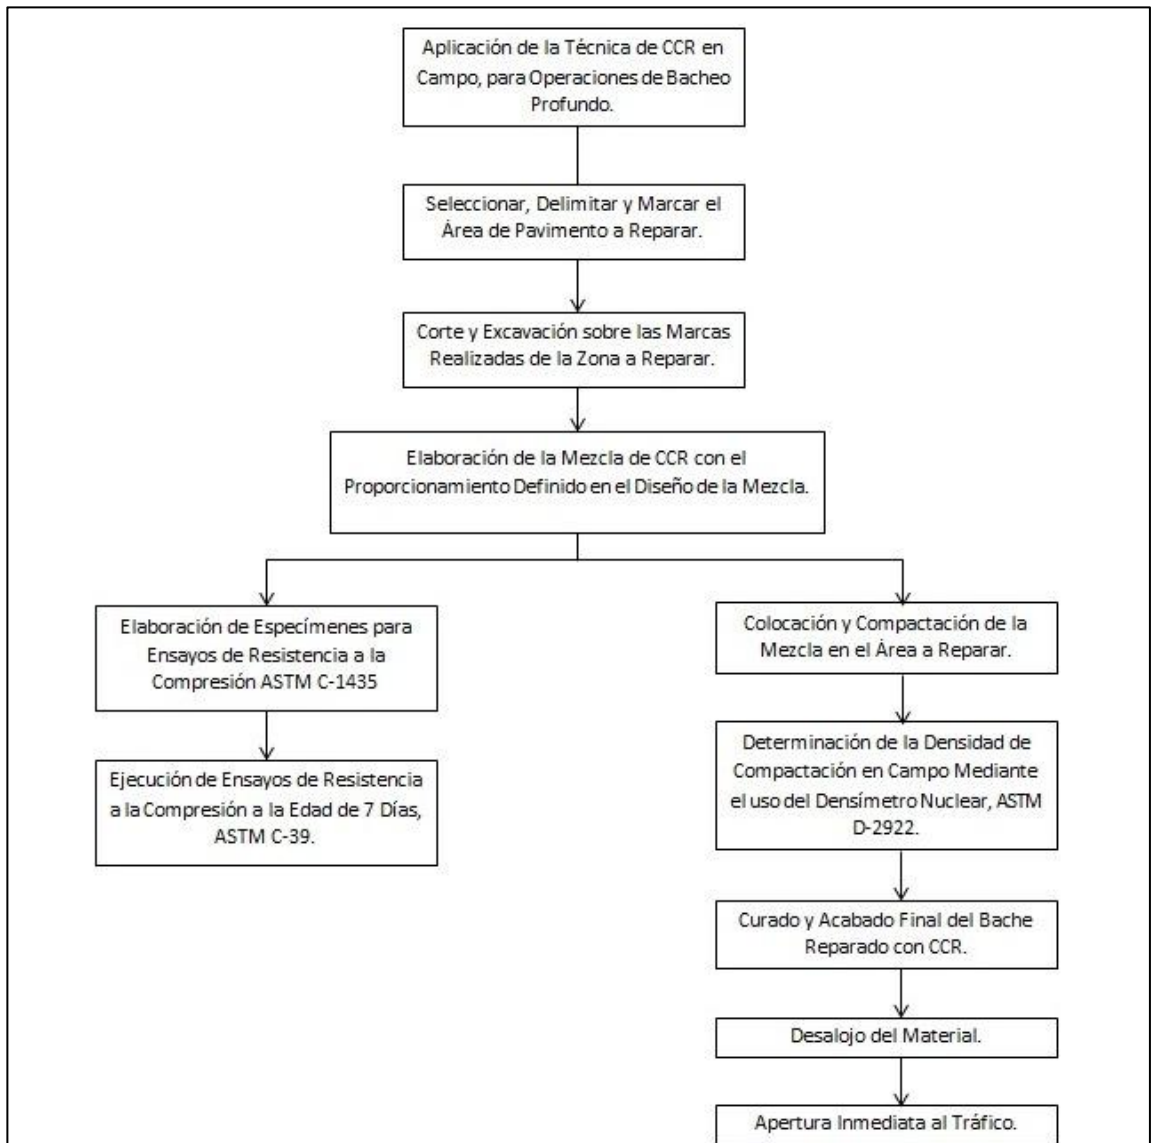 Aplicación de la Técnica de CCR en
Campo, para Operaciones de Bacheo
Profundo.
Seleccionar, Delimitar y Marcar el
Área de Pavimento a Reparar.
Corte y Excavación sobre las Marcas
Realizadas de la Zona a Reparar.
Elaboración de la Mezcla de CCR con el
Proporcionamiento Definido en el Diseño de la Mezcla.
Elaboración de Especímenes para
Ensayos de Resistencia a la
Compresión ASTM C-1435
Ejecución de Ensayos de Resistencia
a la Compresión a la Edad de 7 Días,
ASTM C-39.
Colocación y Compactación de la
Mezcla en el Área a Reparar.
Determinación de la Densidad de
Compactación en Campo Mediante
el uso del Densímetro Nuclear, ASTM
D-2922.
Curado y Acabado Final del Bache
Reparado con CCR.
Desalojo del Material.
Apertura Inmediata al Tráfico.